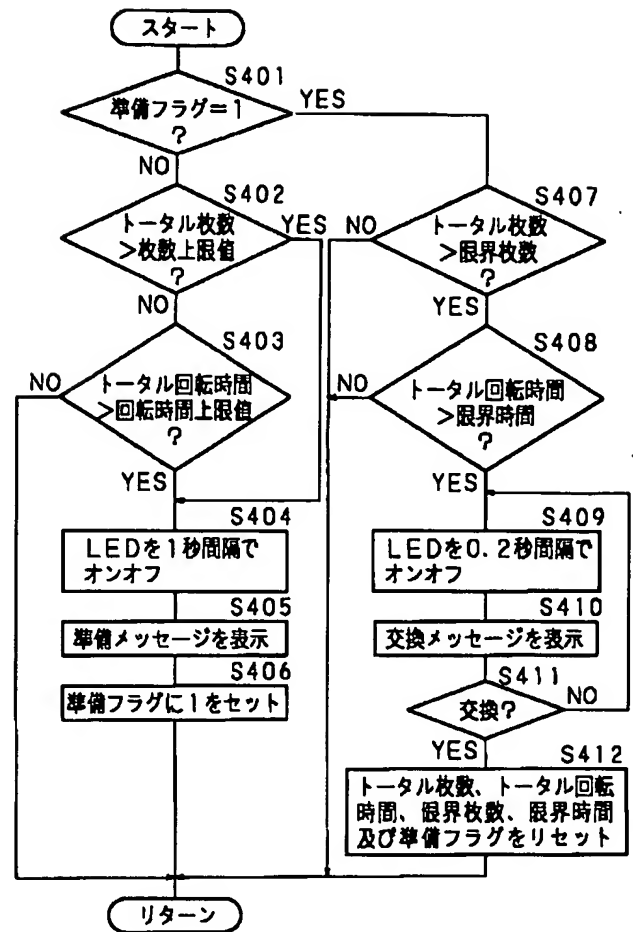 スタート
S401
準備フラグ＝1
?
YES
NO
S402
トータル枚数
＞枚数上限値
?
YES
NO
S403
トータル回転時間
＞回転時間上限値
?
NO
YES
S404
LEDを1秒間隔で
オンオフ
S405
準備メッセージを表示
S406
準備フラグに1をセット
S407
トータル枚数
＞限界枚数
?
NO
YES
S408
トータル回転時間
＞限界時間
?
NO
YES
S409
LEDを0.2秒間隔で
オンオフ
S410
交換メッセージを表示
S411
交換?
NO
YES
S412
トータル枚数、トータル回転
時間、限界枚数、限界時間
及び準備フラグをリセット
リターン